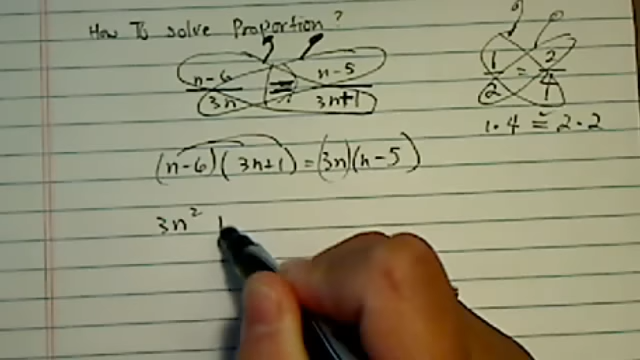 How To solve Proportion?
n-6 / 3n = n-5 / 3n+1
1/2 = 2/4
1·4 = 2·2
(n-6)(3n+1) = (3n)(n-5)
3n²